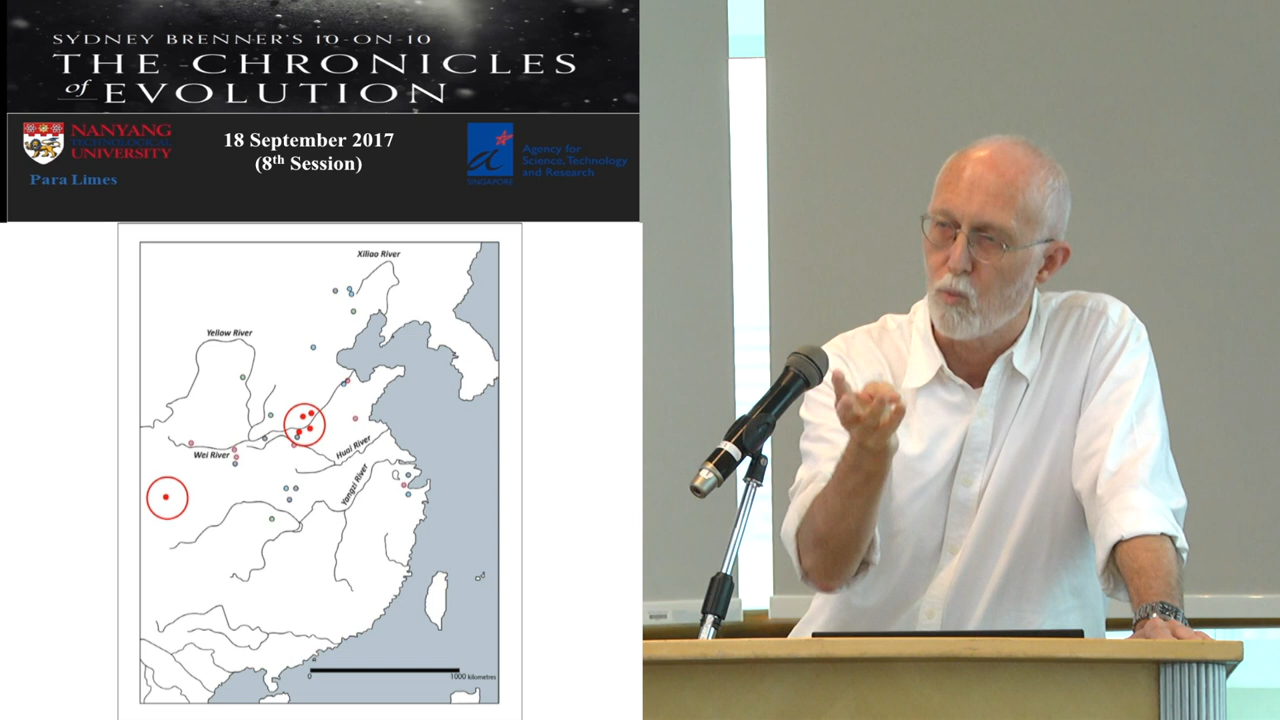 SYDNEY BRENNER'S 10-ON-10
THE CHRONICLES
of EVOLUTION
NANYANG
TECHNOLOGICAL
UNIVERSITY
Para Limes
18 September 2017
(8th Session)
SINGAPORE
Agency for
Science, Technology
and Research
Xiliao River
Yellow River
Wei River
Huai River
Yangzi River
0
1000 kilometres